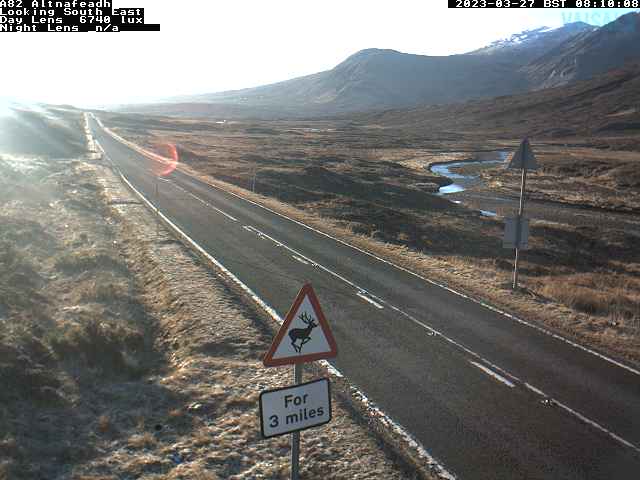 A82 Altnafeadh
Looking South East
Day Lens 6740 lux
Night Lens n/a
2023-03-27 BST 08:10:08
VAISALA
For
3 miles